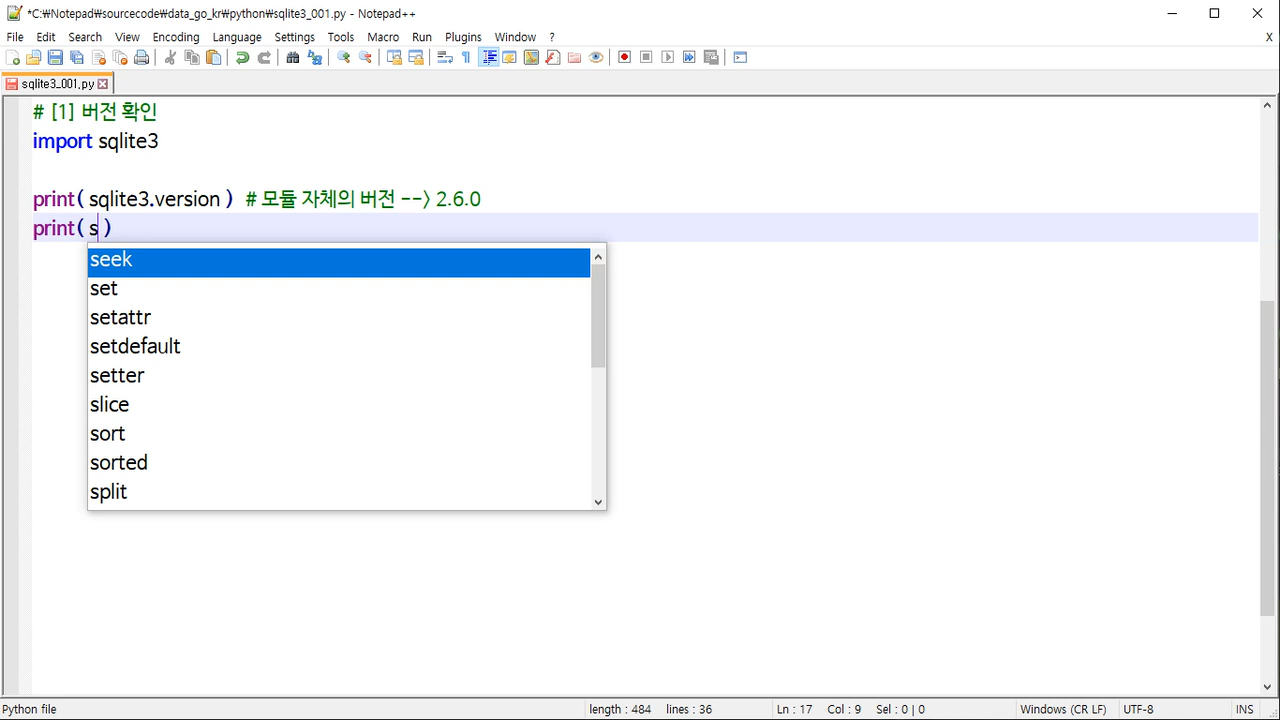 *C:₩Notepad₩sourcecode₩data_go_kr₩python₩sqlite3_001.py - Notepad++
File Edit Search View Encoding Language Settings Tools Macro Run Plugins Window ? X
sqlite3_001.py
# [1] 버전 확인
import sqlite3
print( sqlite3.version ) # 모듈 자체의 버전 --> 2.6.0
print( s )
seek
set
setattr
setdefault
setter
slice
sort
sorted
split
Python file length : 484 lines : 36 Ln : 17 Col : 9 Sel : 0 | 0 Windows (CR LF) UTF-8 INS